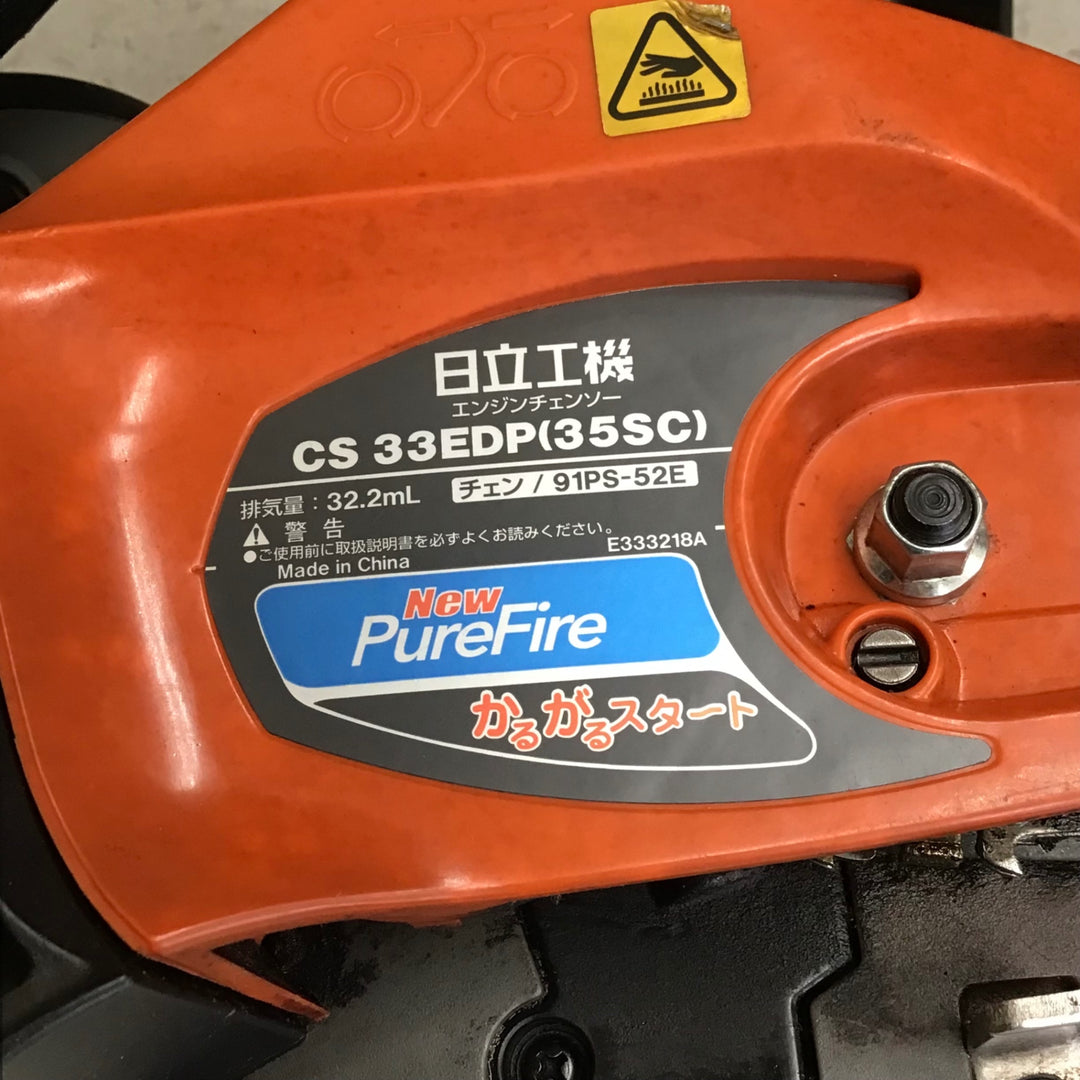 日立工機
エンジンチェンソー
CS 33EDP(35SC)
排気量：32.2mL チェン / 91PS-52E
警 告
●ご使用前に取扱説明書を必ずよくお読みください。
Made in China E333218A
New
PureFire
かるがるスタート